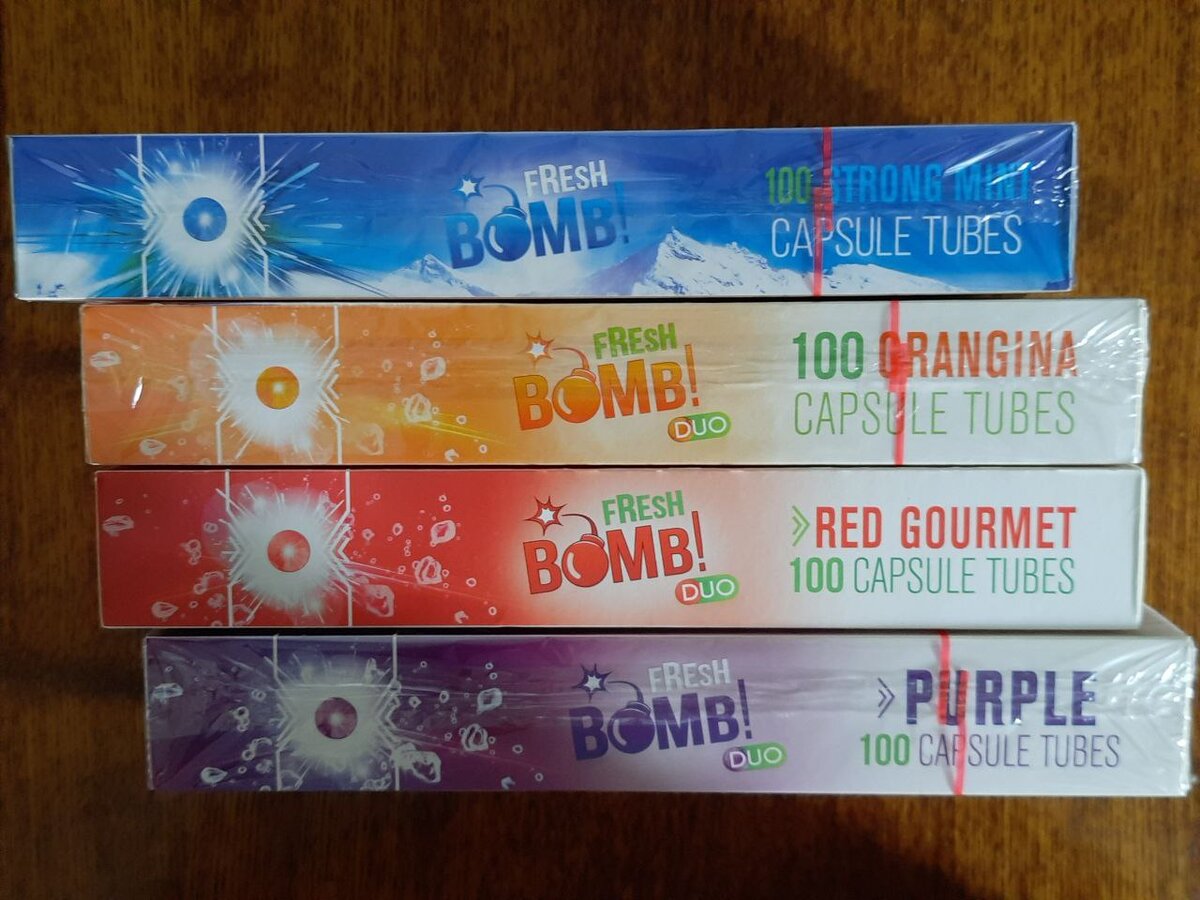 FRESH
BOMB!
100 STRONG MINT
CAPSULE TUBES
FRESH
BOMB!
DUO
100 ORANGINA
CAPSULE TUBES
FRESH
BOMB!
DUO
RED GOURMET
100 CAPSULE TUBES
FRESH
BOMB!
DUO
PURPLE
100 CAPSULE TUBES